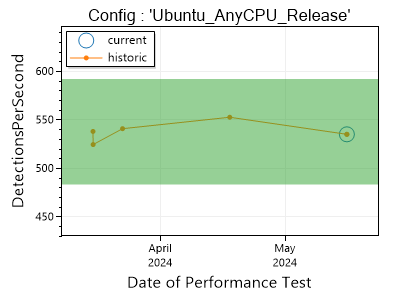 Config : 'Ubuntu_AnyCPU_Release'
current
historic
DetectionsPerSecond
600
550
500
450
April
2024
May
2024
Date of Performance Test